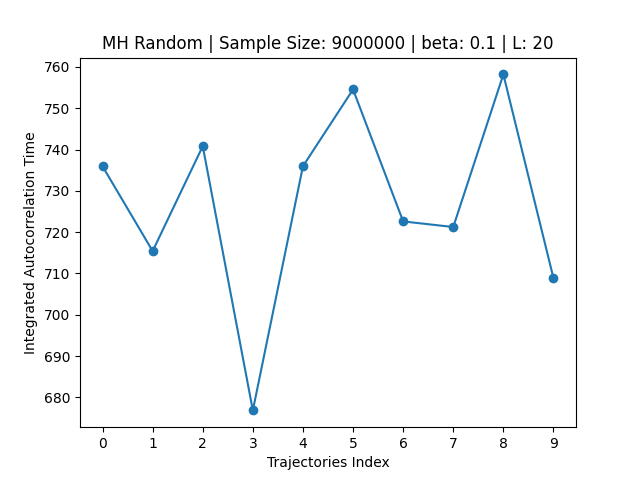 MH Random | Sample Size: 9000000 | beta: 0.1 | L: 20
760
750
740
730
720
710
700
690
680
Integrated Autocorrelation Time
0 1 2 3 4 5 6 7 8 9
Trajectories Index